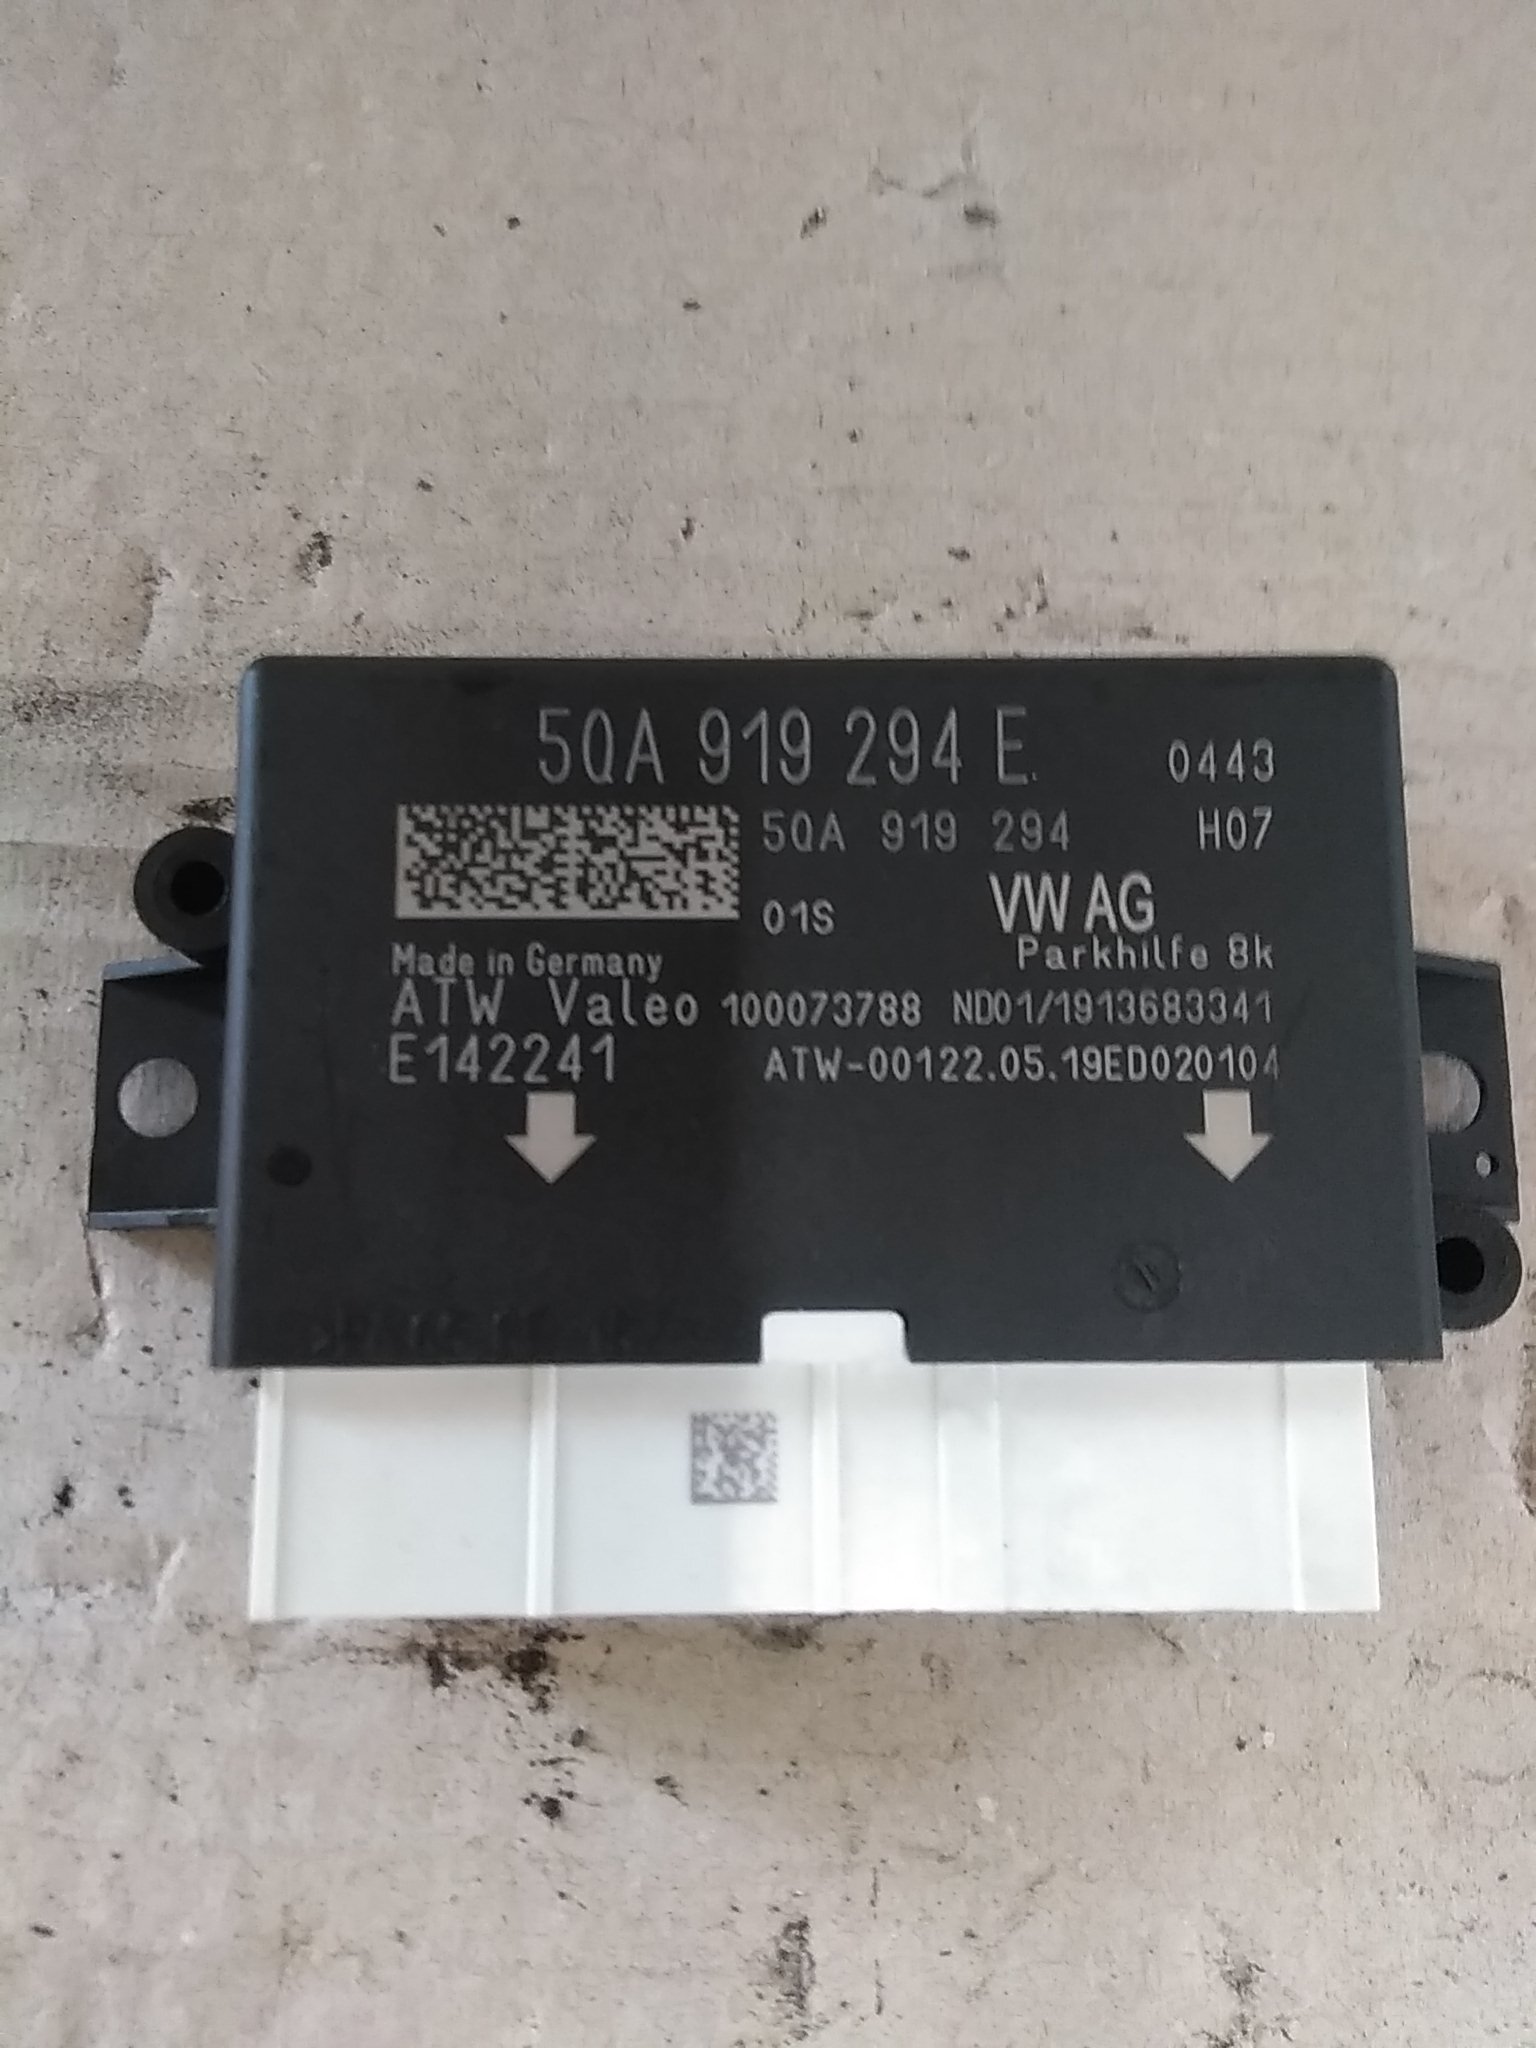 5QA 919 294 E
0443
5QA 919 294
H07
01S
VW AG
Parkhilfe 8k
Made in Germany
ATW Valeo 100073788 ND01/1913683341
E142241
ATW-00122.05.19ED020104